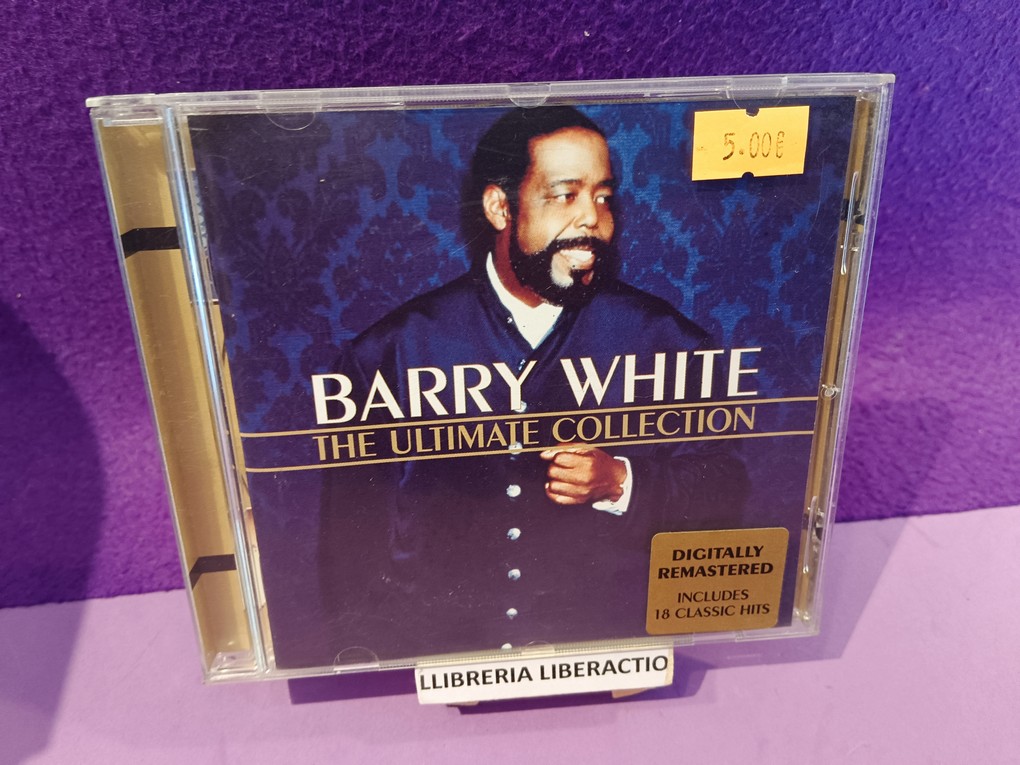 5.00€
BARRY WHITE
THE ULTIMATE COLLECTION
DIGITALLY
REMASTERED
INCLUDES
18 CLASSIC HITS
LLIBRERIA LIBERACTIO